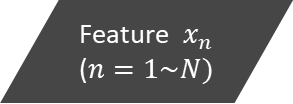 Feature xₙ
(n = 1~N)